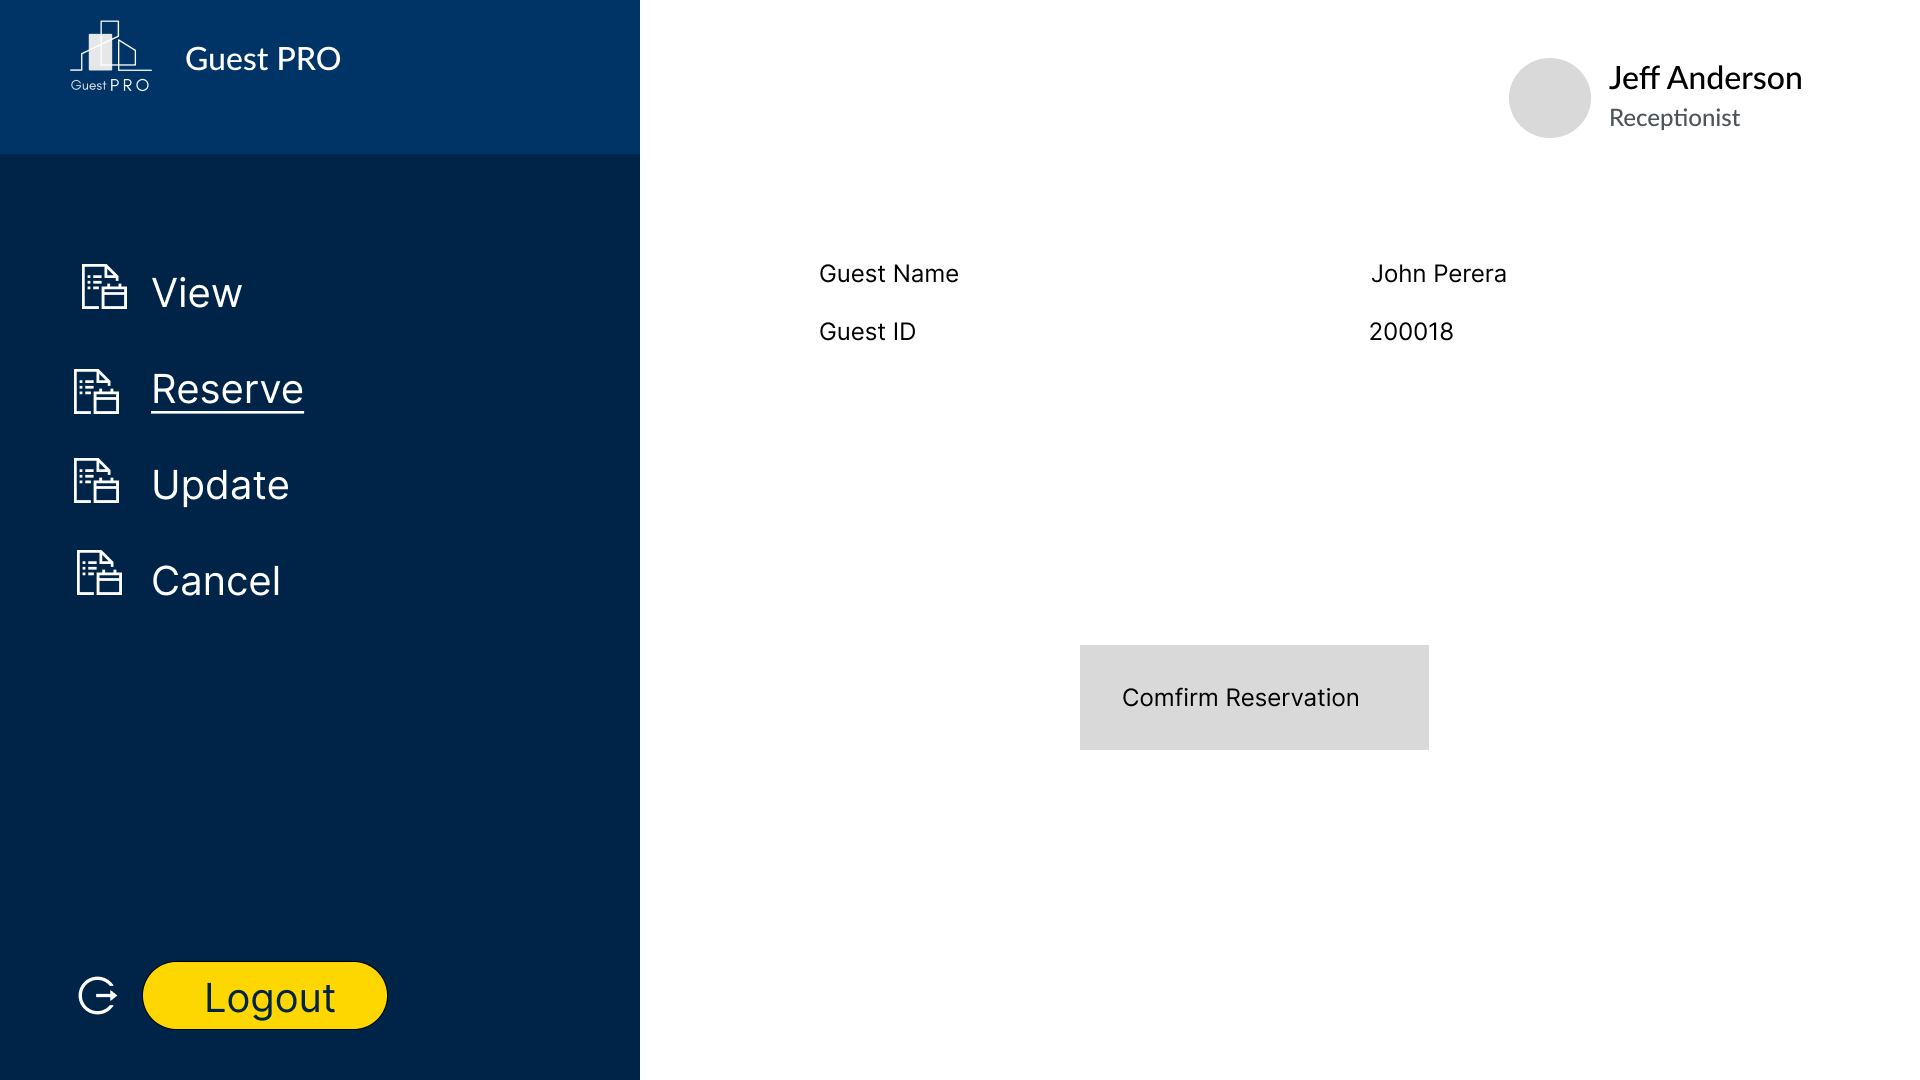 Guest PRO
Guest PRO
Jeff Anderson
Receptionist
View
Reserve
Update
Cancel
Logout
Guest Name John Perera
Guest ID 200018
Comfirm Reservation